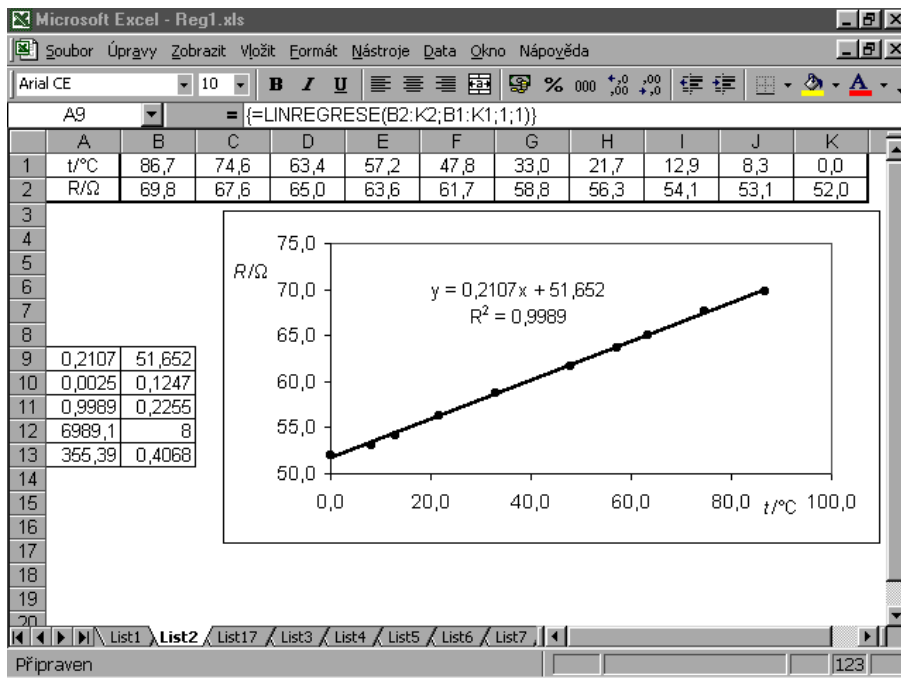 Microsoft Excel - Reg1.xls
Soubor Úpravy Zobrazit Vložit Formát Nástroje Data Okno Nápověda
Arial CE 10 B I U % 000
A9 = {=LINREGRESE(B2:K2;B1:K1;1;1)}
A B C D E F G H I J K
1 t/°C 86,7 74,6 63,4 57,2 47,8 33,0 21,7 12,9 8,3 0,0
2 R/Ω 69,8 67,6 65,0 63,6 61,7 58,8 56,3 54,1 53,1 52,0
3
4 75,0
5 R/Ω
6 70,0 y = 0,2107x + 51,652
7 R² = 0,9989
8 65,0
9 0,2107 51,652
10 0,0025 0,1247 60,0
11 0,9989 0,2255
12 6989,1 8 55,0
13 355,39 0,4068
14 50,0
15 0,0 20,0 40,0 60,0 80,0 t/°C 100,0
16
17
18
19
20
List1 List2 List17 List3 List4 List5 List6 List7
Připraven 123